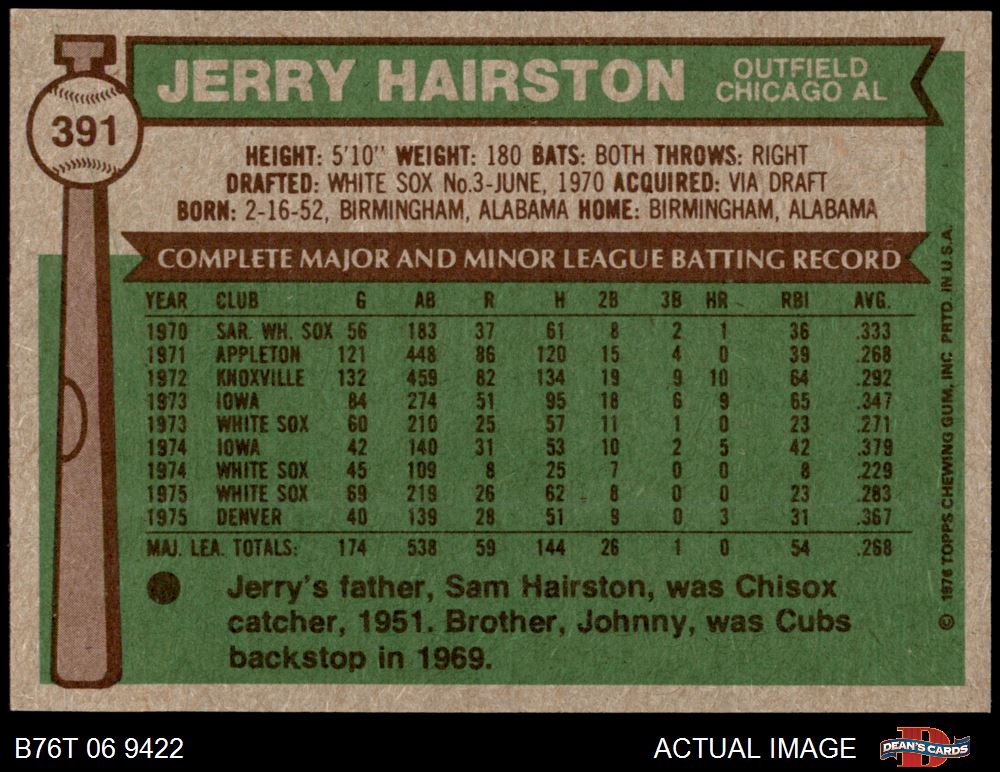 JERRY HAIRSTON
OUTFIELD
CHICAGO AL
391
HEIGHT: 5'10" WEIGHT: 180 BATS: BOTH THROWS: RIGHT
DRAFTED: WHITE SOX No.3-JUNE, 1970 ACQUIRED: VIA DRAFT
BORN: 2-16-52, BIRMINGHAM, ALABAMA HOME: BIRMINGHAM, ALABAMA
COMPLETE MAJOR AND MINOR LEAGUE BATTING RECORD
YEAR CLUB G AB R H 2B 3B HR RBI AVG.
1970 SAR. WH. SOX 56 183 37 61 8 2 1 36 .333
1971 APPLETON 121 448 86 120 15 4 0 39 .268
1972 KNOXVILLE 132 459 82 134 19 9 10 64 .292
1973 IOWA 84 274 51 95 18 6 9 65 .347
1973 WHITE SOX 60 210 25 57 11 1 0 23 .271
1974 IOWA 42 140 31 53 10 2 5 42 .379
1974 WHITE SOX 45 109 8 25 7 0 0 8 .229
1975 WHITE SOX 69 219 26 62 8 0 0 23 .283
1975 DENVER 40 139 28 51 9 0 3 31 .367
MAJ. LEA. TOTALS: 174 538 59 144 26 1 0 54 .268
Jerry's father, Sam Hairston, was Chisox
catcher, 1951. Brother, Johnny, was Cubs
backstop in 1969.
© 1976 TOPPS CHEWING GUM, INC. PRTD. IN U.S.A.
B76T 06 9422
ACTUAL IMAGE
DEAN'S CARDS